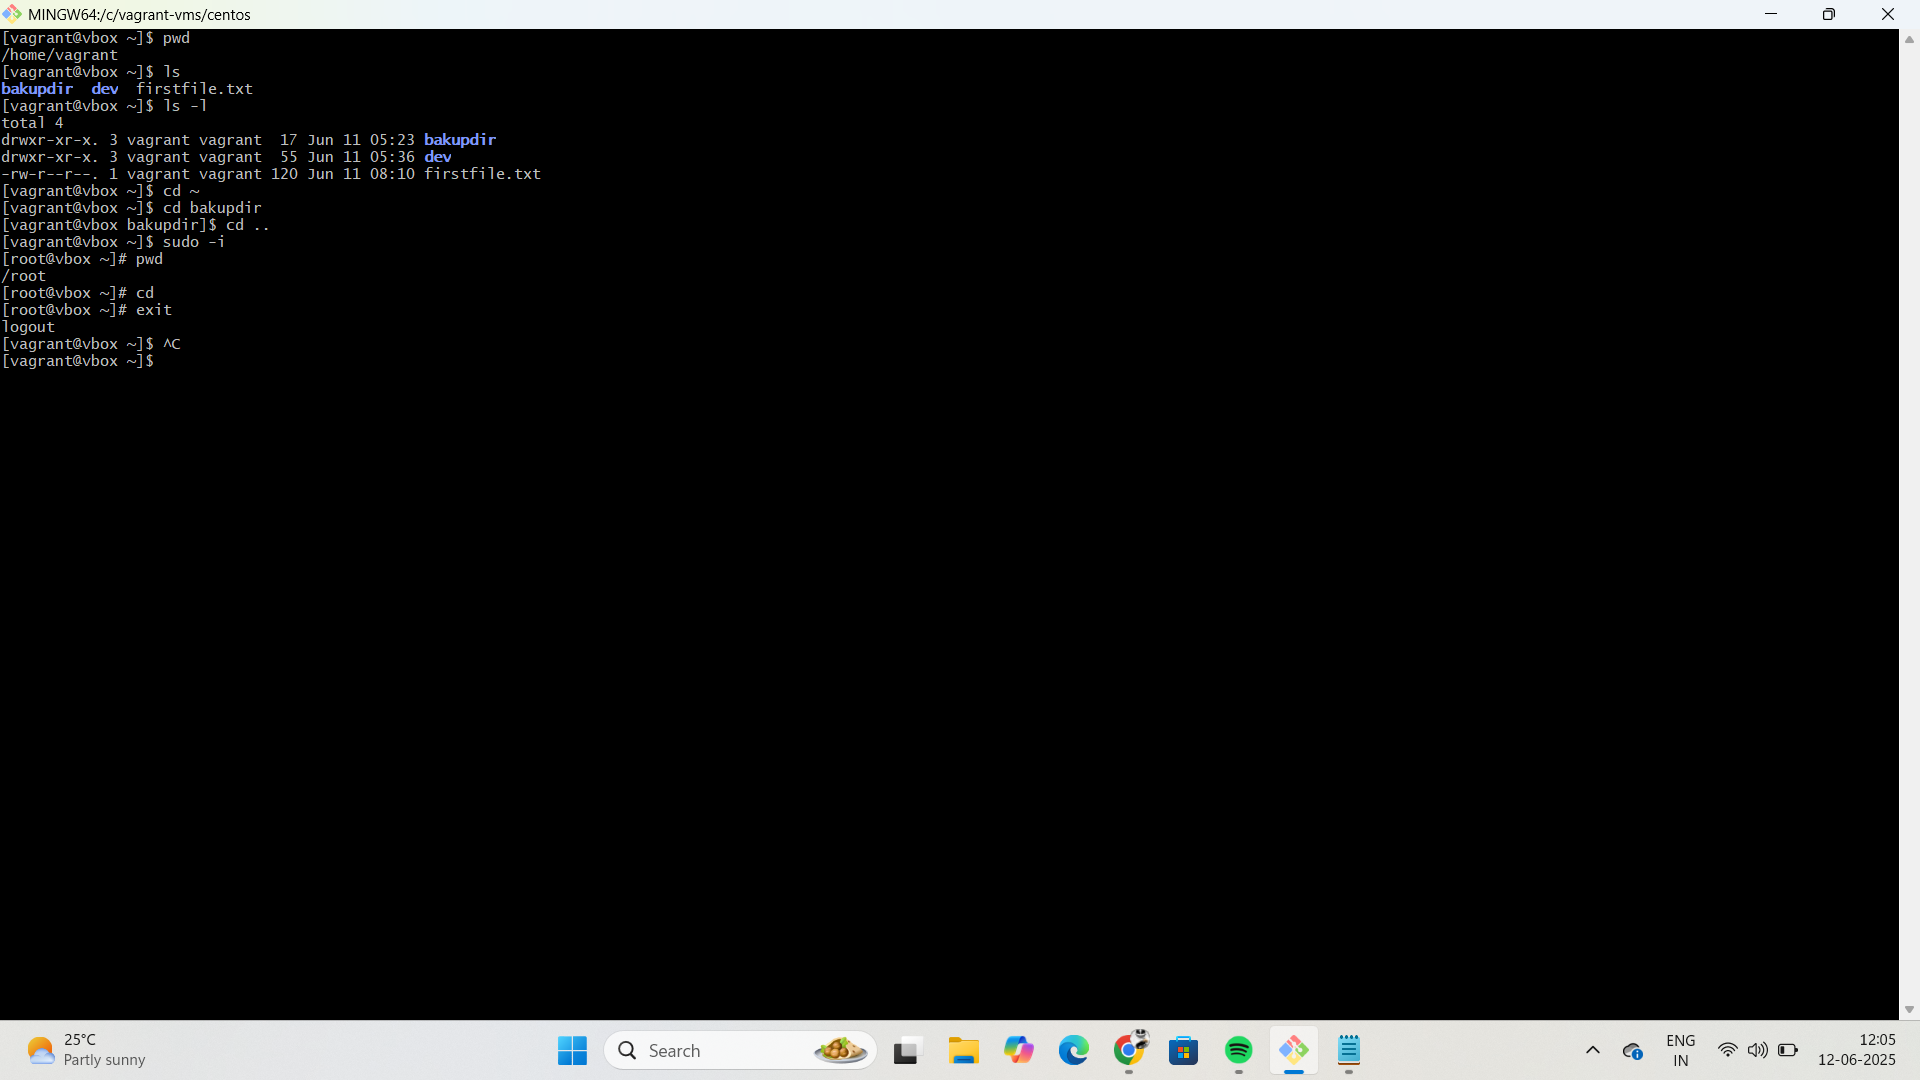 MINGW64:/c/vagrant-vms/centos
[vagrant@vbox ~]$ pwd
/home/vagrant
[vagrant@vbox ~]$ ls
bakupdir  dev  firstfile.txt
[vagrant@vbox ~]$ ls -l
total 4
drwxr-xr-x. 3 vagrant vagrant  17 Jun 11 05:23 bakupdir
drwxr-xr-x. 3 vagrant vagrant  55 Jun 11 05:36 dev
-rw-r--r--. 1 vagrant vagrant 120 Jun 11 08:10 firstfile.txt
[vagrant@vbox ~]$ cd ~
[vagrant@vbox ~]$ cd bakupdir
[vagrant@vbox bakupdir]$ cd ..
[vagrant@vbox ~]$ sudo -i
[root@vbox ~]# pwd
/root
[root@vbox ~]# cd
[root@vbox ~]# exit
logout
[vagrant@vbox ~]$ ^C
[vagrant@vbox ~]$
25°C
Partly sunny
Search
ENG
IN
12:05
12-06-2025